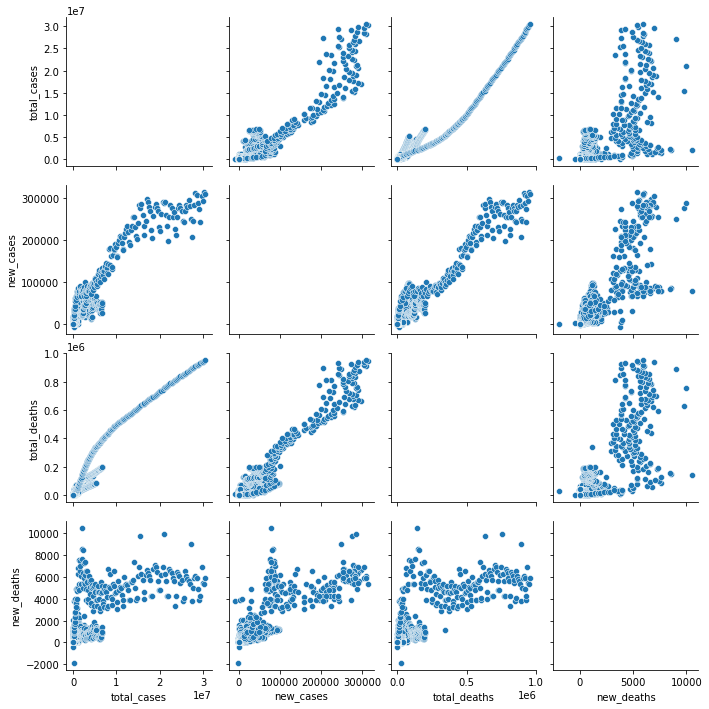 1e7
3.0
2.5
2.0
1.5
1.0
0.5
0.0
total_cases
300000
200000
100000
0
new_cases
1e6
1.0
0.8
0.6
0.4
0.2
0.0
total_deaths
10000
8000
6000
4000
2000
0
−2000
new_deaths
0 1 2 3
1e7
total_cases
0 100000 200000 300000
new_cases
0.0 0.5 1.0
1e6
total_deaths
0 5000 10000
new_deaths